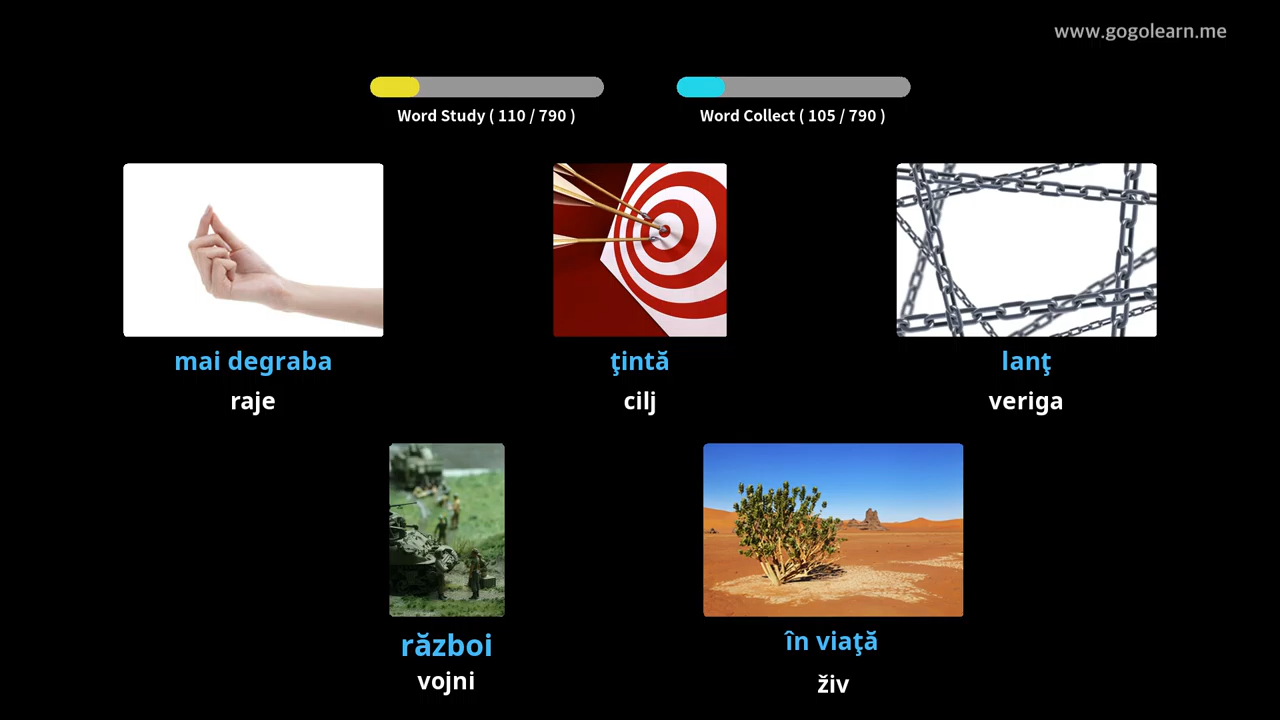 www.gogolearn.me
Word Study ( 110 / 790 )
Word Collect ( 105 / 790 )
mai degraba
raje
ţintă
cilj
lanţ
veriga
război
vojni
în viaţă
živ